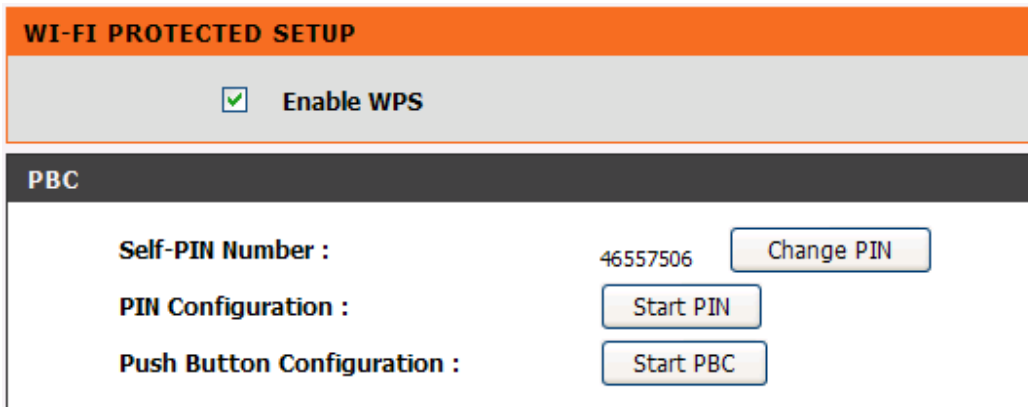 WI-FI PROTECTED SETUP
Enable WPS
PBC
Self-PIN Number : 46557506 Change PIN
PIN Configuration : Start PIN
Push Button Configuration : Start PBC